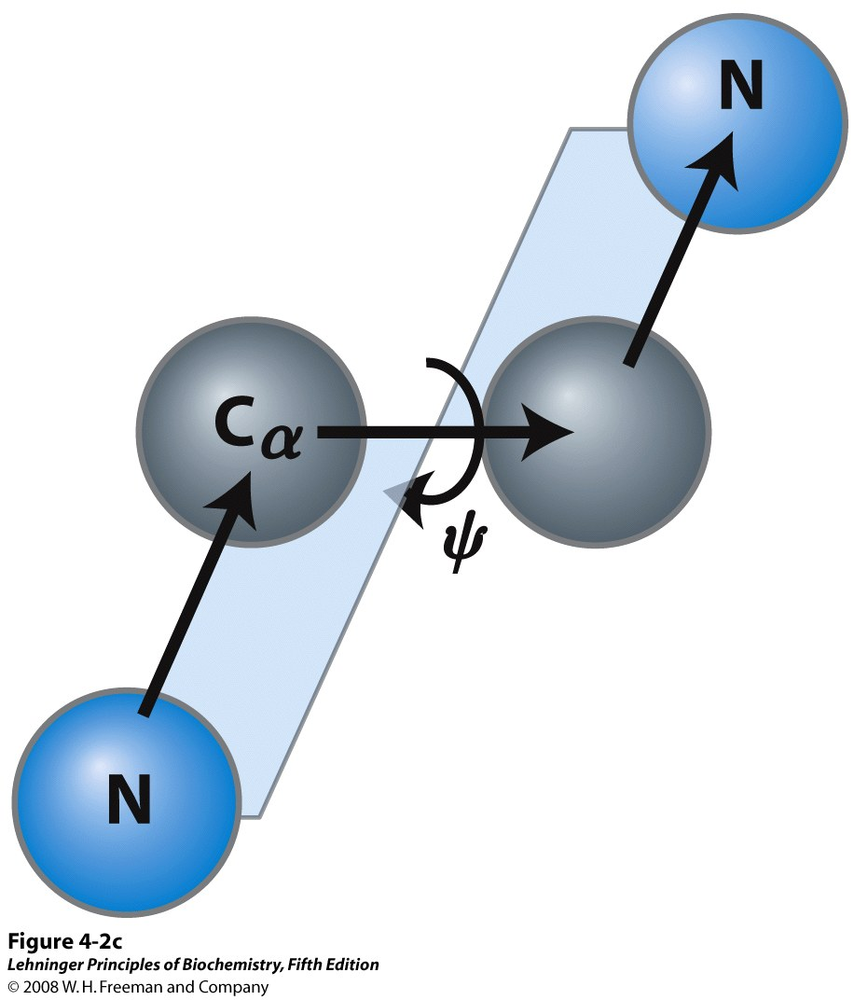 N
Cα
ψ
N
Figure 4-2c
Lehninger Principles of Biochemistry, Fifth Edition
© 2008 W. H. Freeman and Company